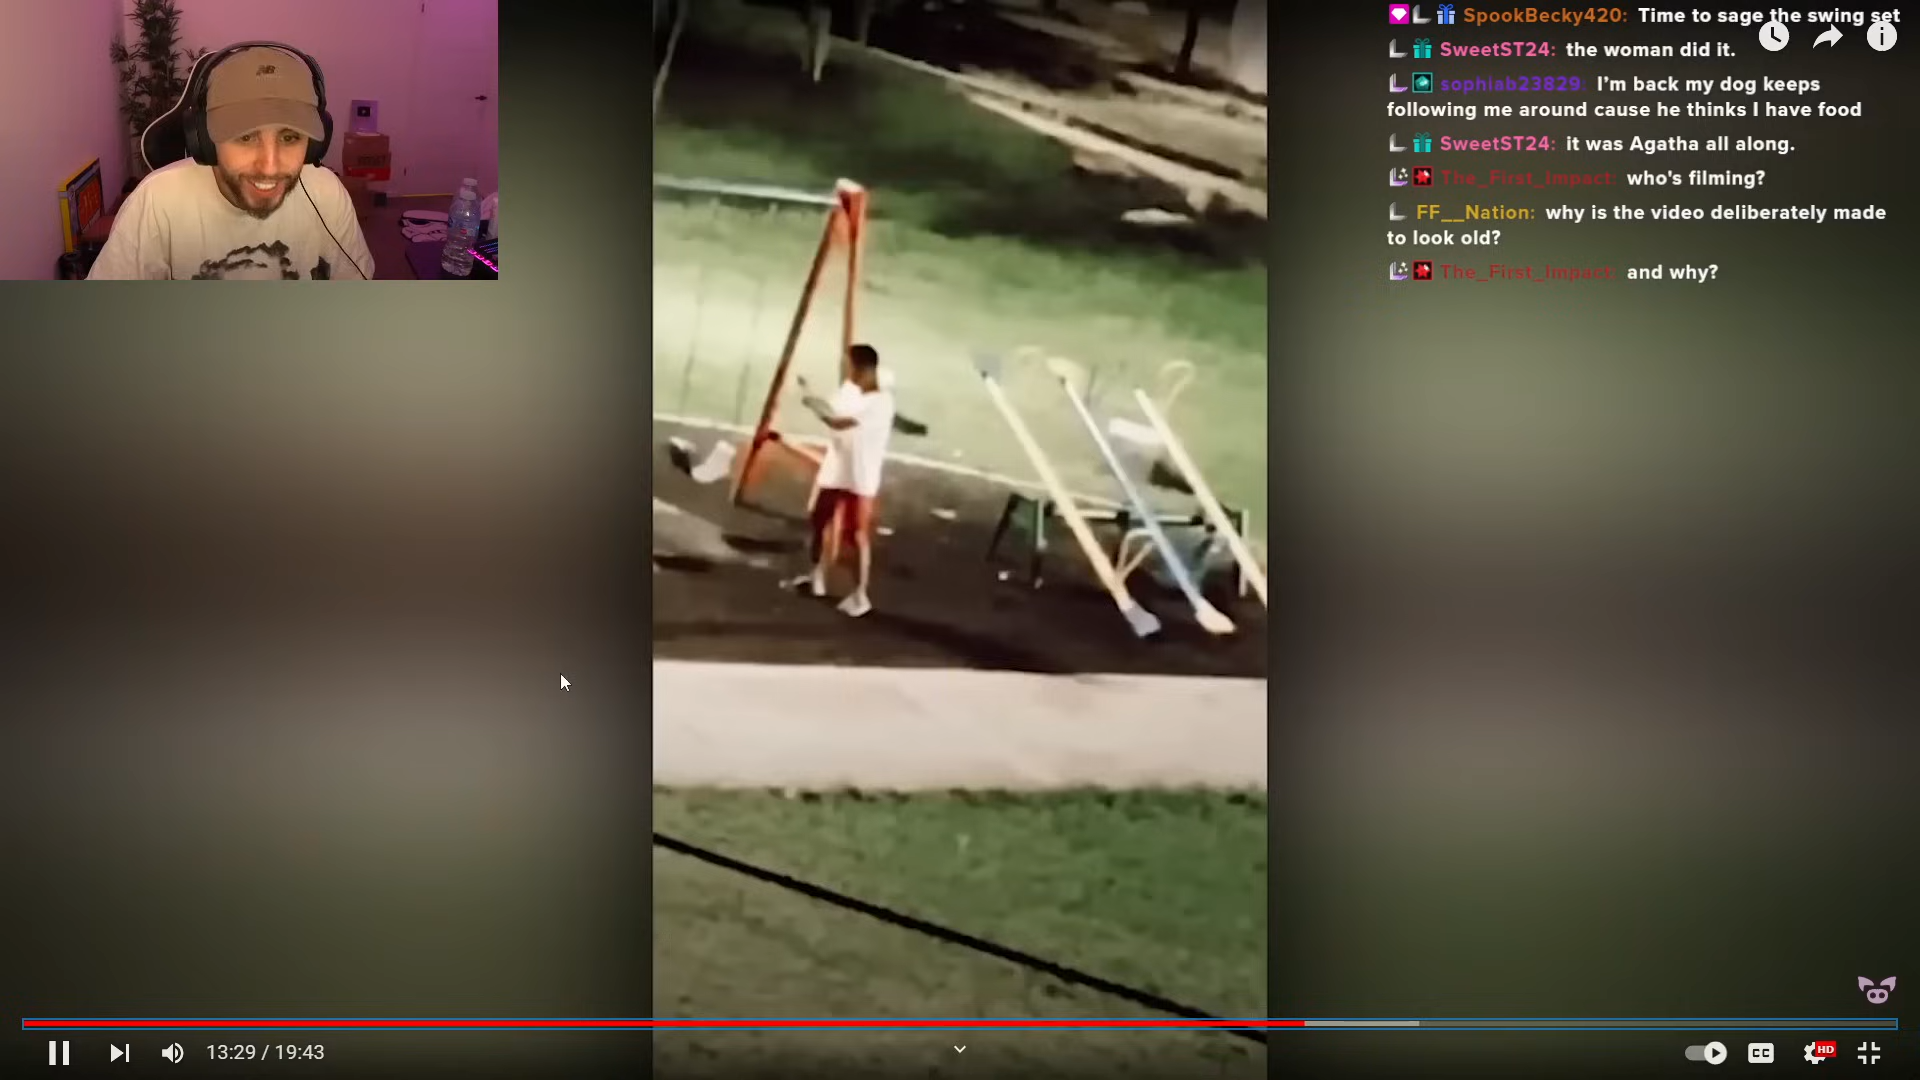 SpookBecky420: Time to sage the swing set
SweetST24: the woman did it.
sophiab23829: I'm back my dog keeps
following me around cause he thinks I have food
SweetST24: it was Agatha all along.
The_First_Impact: who's filming?
FF__Nation: why is the video deliberately made
to look old?
The_First_Impact: and why?
13:29 / 19:43
CC
HD